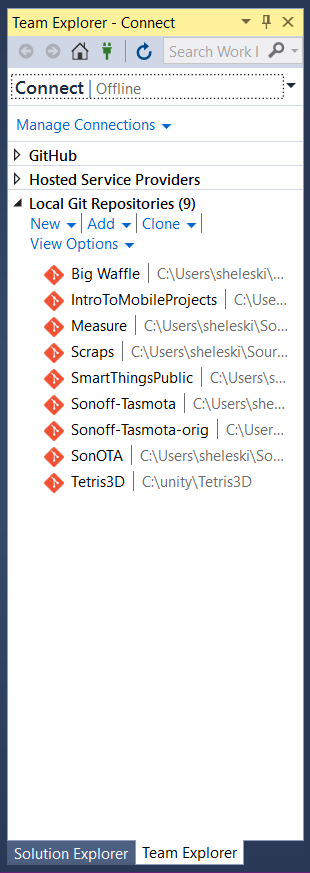 Team Explorer - Connect
Search Work I
Connect | Offline
Manage Connections
GitHub
Hosted Service Providers
Local Git Repositories (9)
New | Add | Clone |
View Options
Big Waffle | C:\Users\sheleski\...
IntroToMobileProjects | C:\Use...
Measure | C:\Users\sheleski\So...
Scraps | C:\Users\sheleski\Sour...
SmartThingsPublic | C:\Users\s...
Sonoff-Tasmota | C:\Users\she...
Sonoff-Tasmota-orig | C:\User...
SonOTA | C:\Users\sheleski\So...
Tetris3D | C:\unity\Tetris3D
Solution Explorer Team Explorer